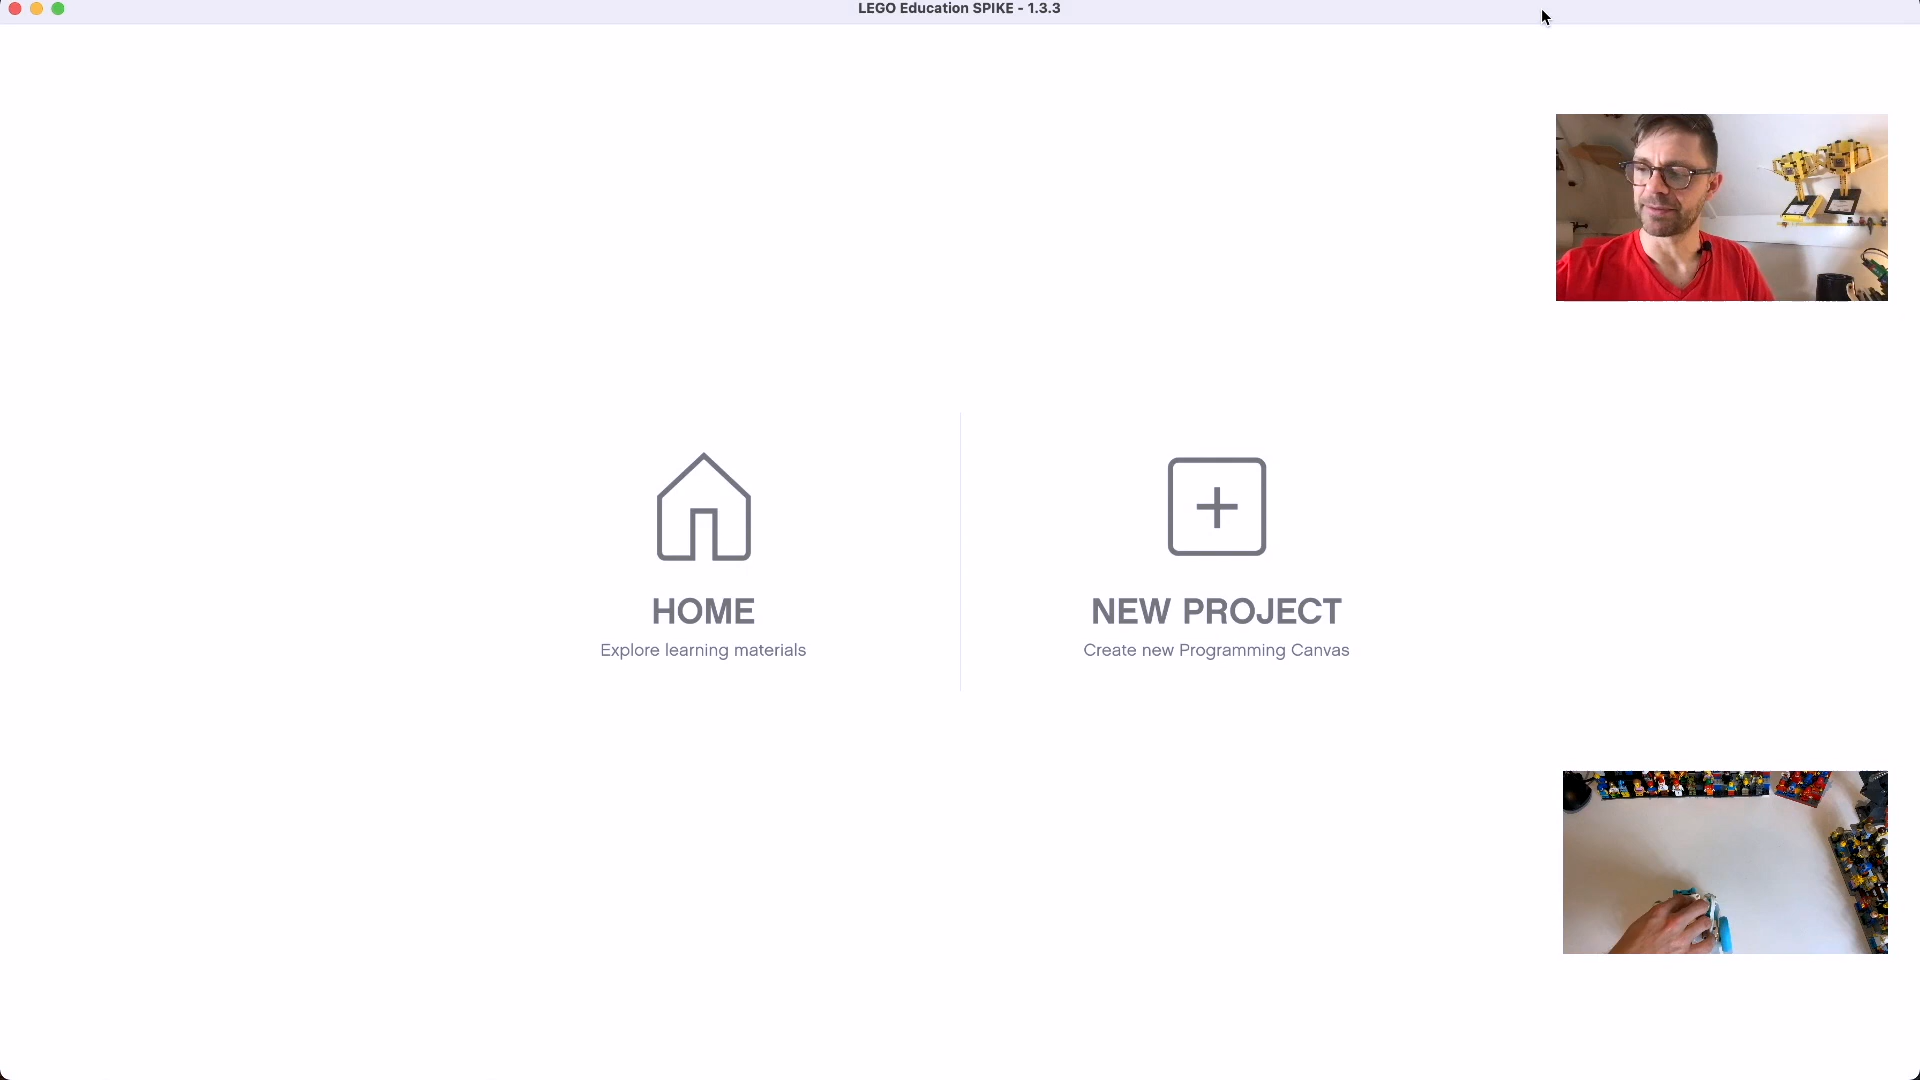 LEGO Education SPIKE - 1.3.3
HOME
Explore learning materials
NEW PROJECT
Create new Programming Canvas